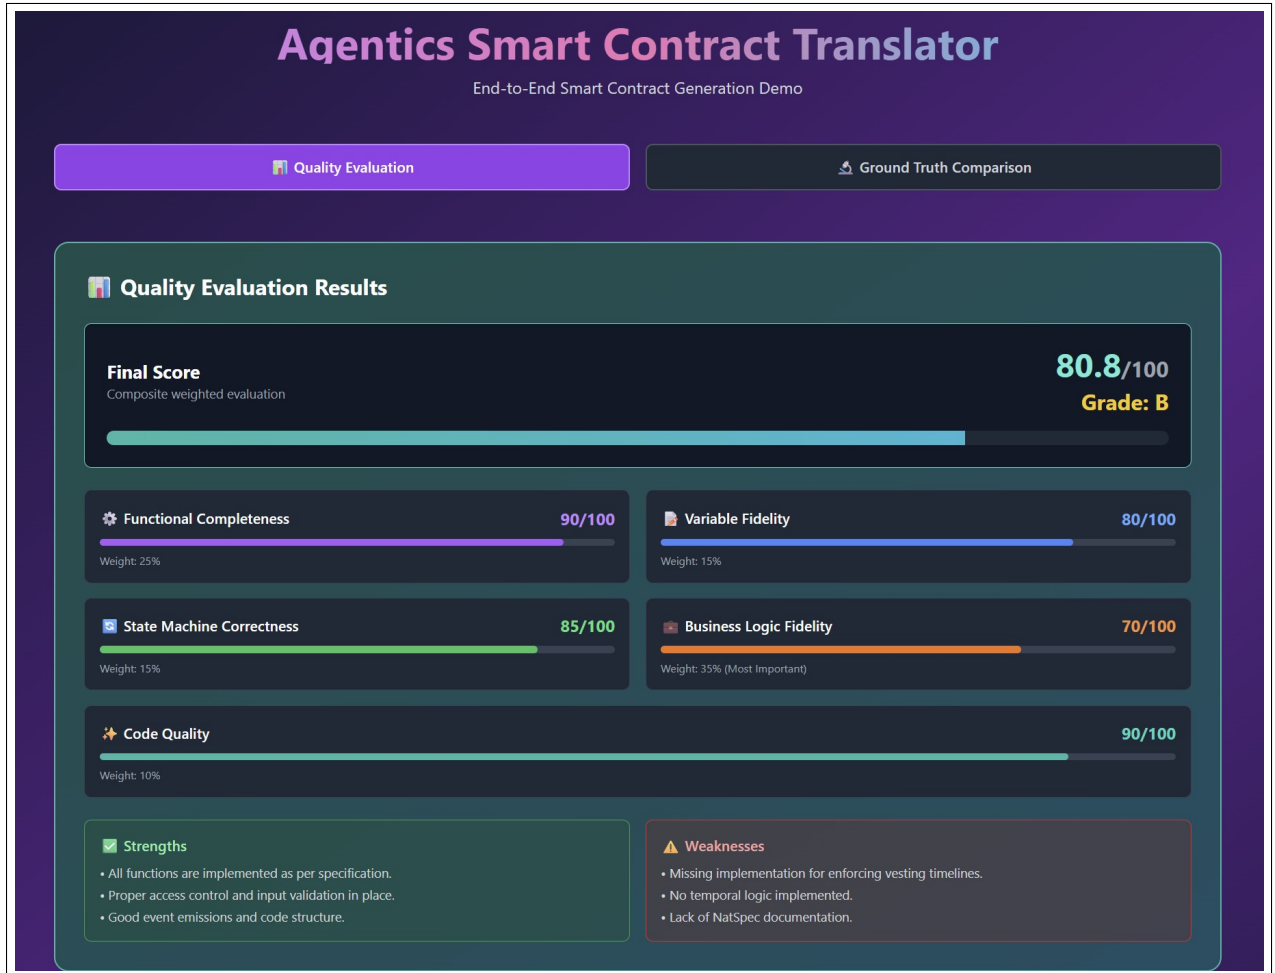 Agentics Smart Contract Translator
End-to-End Smart Contract Generation Demo
Quality Evaluation
Ground Truth Comparison
Quality Evaluation Results
Final Score
Composite weighted evaluation
80.8/100
Grade: B
Functional Completeness
90/100
Weight: 25%
Variable Fidelity
80/100
Weight: 15%
State Machine Correctness
85/100
Weight: 15%
Business Logic Fidelity
70/100
Weight: 35% (Most Important)
Code Quality
90/100
Weight: 10%
Strengths
• All functions are implemented as per specification.
• Proper access control and input validation in place.
• Good event emissions and code structure.
Weaknesses
• Missing implementation for enforcing vesting timelines.
• No temporal logic implemented.
• Lack of NatSpec documentation.